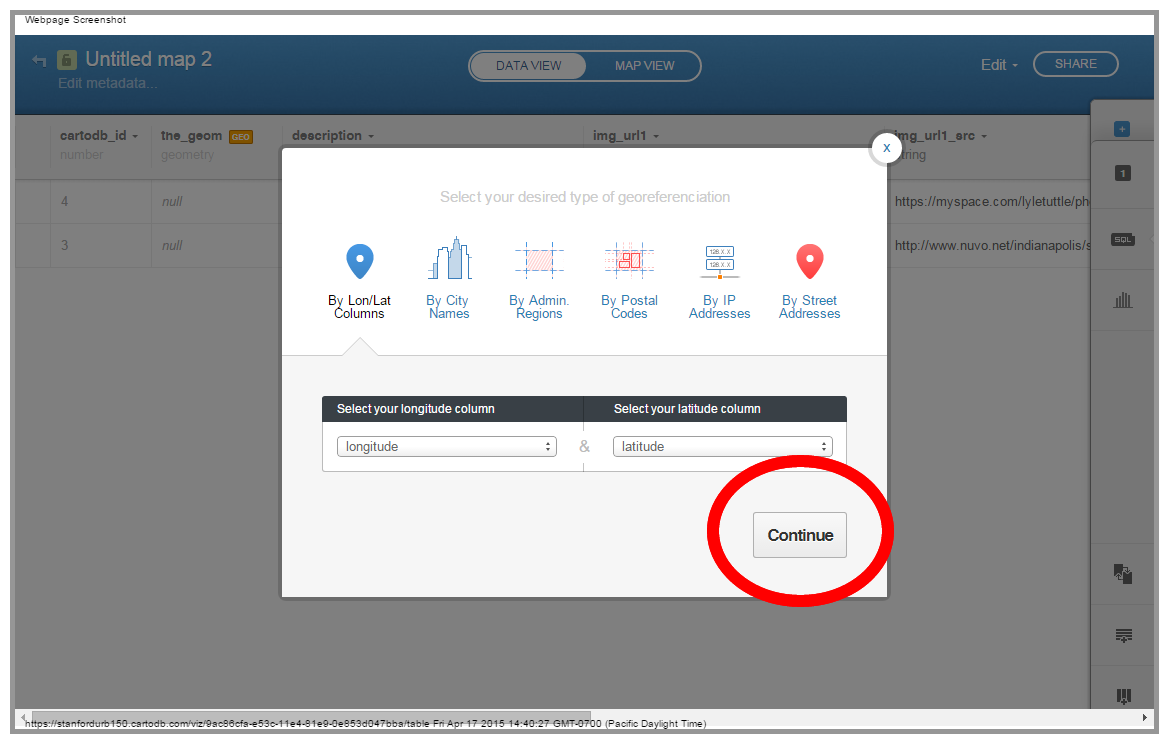 Webpage Screenshot
Untitled map 2
Edit metadata...
DATA VIEW
MAP VIEW
Edit
SHARE
cartodb_id
the_geom
GEO
description
img_url1
img_url1_src
number
geometry
string
4
null
https://myspace.com/lyletuttle/ph
3
null
http://www.nuvo.net/indianapolis/s
x
Select your desired type of georeferenciation
By Lon/Lat
Columns
By City
Names
By Admin.
Regions
By Postal
Codes
126.X.X
126.X.X
By IP
Addresses
By Street
Addresses
Select your longitude column
Select your latitude column
longitude
&
latitude
Continue
1
SQL
https://stanfordurb150.cartodb.com/viz/9ac86cfa-e53c-11e4-81e9-0e853d047bba/table Fri Apr 17 2015 14:40:27 GMT-0700 (Pacific Daylight Time)